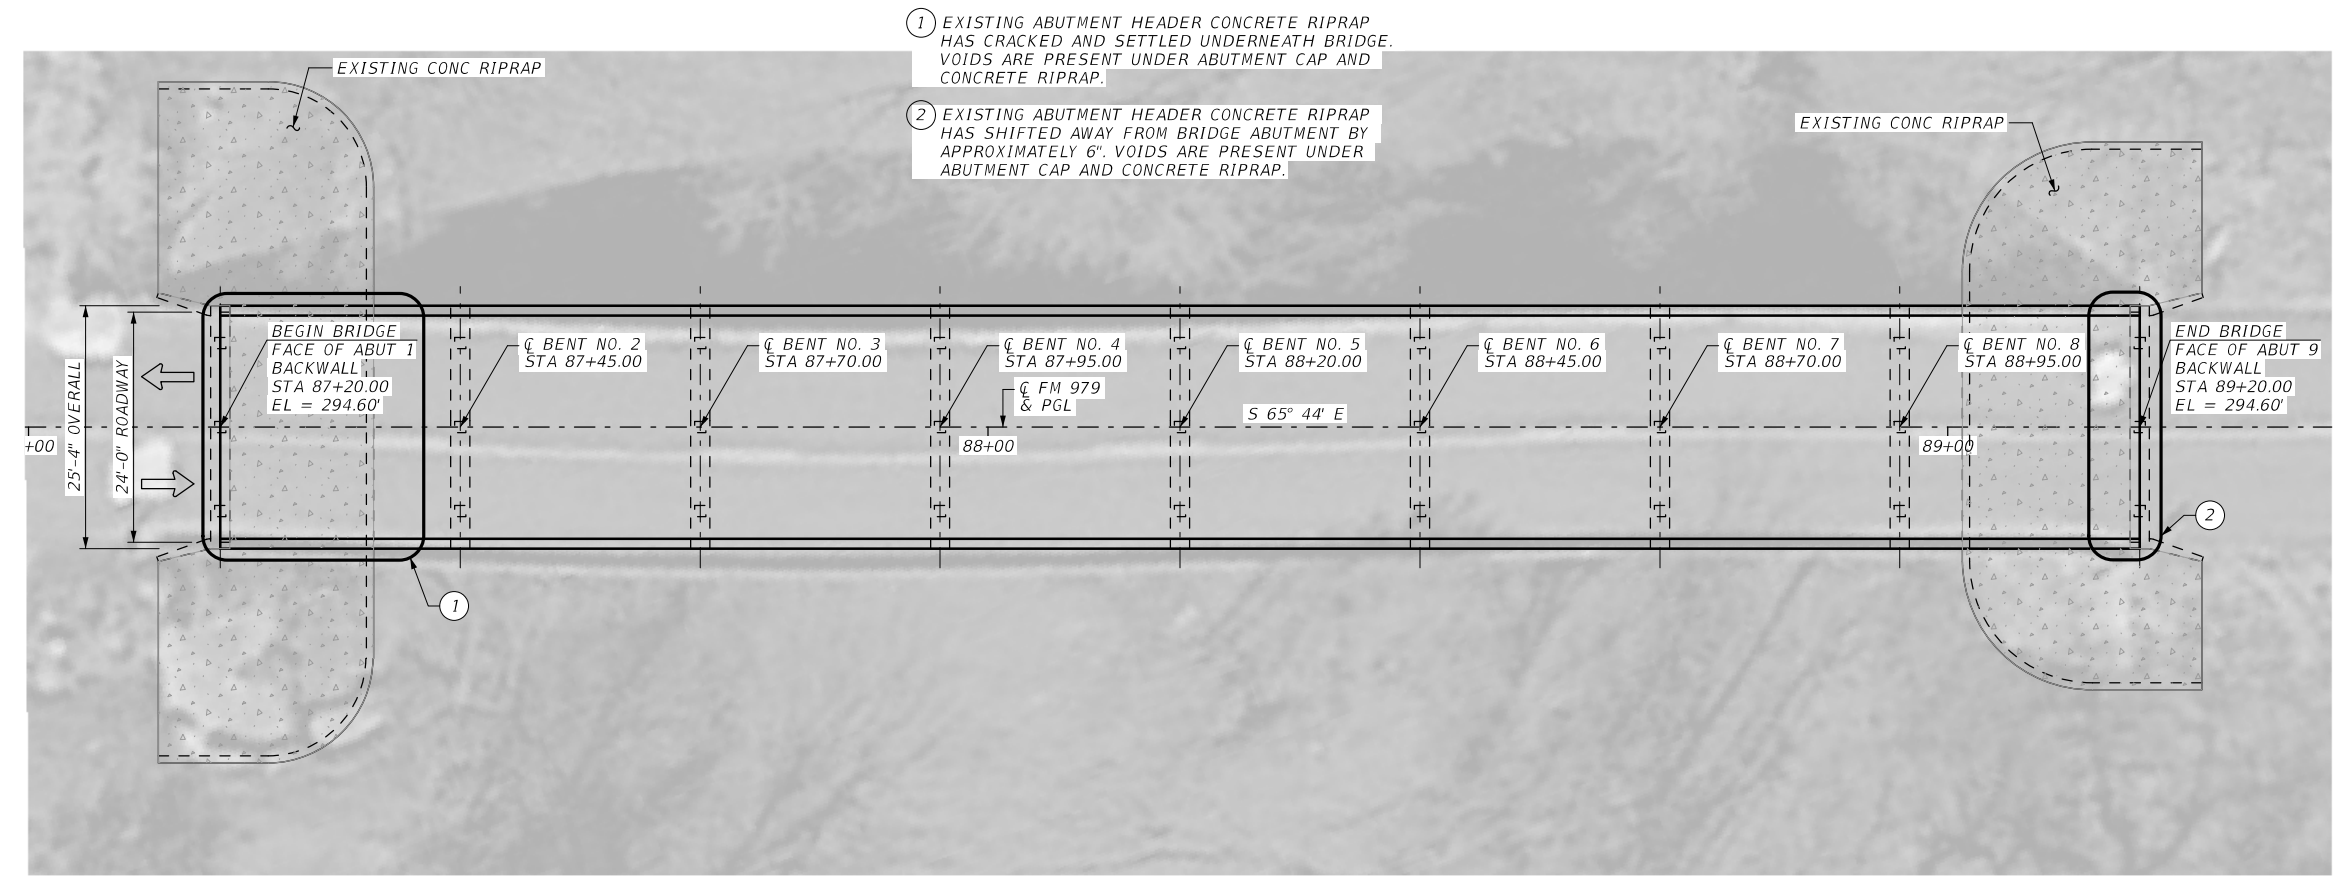 1 EXISTING ABUTMENT HEADER CONCRETE RIPRAP
HAS CRACKED AND SETTLED UNDERNEATH BRIDGE.
VOIDS ARE PRESENT UNDER ABUTMENT CAP AND
CONCRETE RIPRAP.
2 EXISTING ABUTMENT HEADER CONCRETE RIPRAP
HAS SHIFTED AWAY FROM BRIDGE ABUTMENT BY
APPROXIMATELY 6". VOIDS ARE PRESENT UNDER
ABUTMENT CAP AND CONCRETE RIPRAP.
EXISTING CONC RIPRAP
EXISTING CONC RIPRAP
25'-4" OVERALL
24'-0" ROADWAY
BEGIN BRIDGE
FACE OF ABUT 1
BACKWALL
STA 87+20.00
EL = 294.60'
℄ BENT NO. 2
STA 87+45.00
℄ BENT NO. 3
STA 87+70.00
℄ BENT NO. 4
STA 87+95.00
℄ FM 979
& PGL
℄ BENT NO. 5
STA 88+20.00
S 65° 44' E
℄ BENT NO. 6
STA 88+45.00
℄ BENT NO. 7
STA 88+70.00
℄ BENT NO. 8
STA 88+95.00
END BRIDGE
FACE OF ABUT 9
BACKWALL
STA 89+20.00
EL = 294.60'
+00
88+00
89+00
1
2